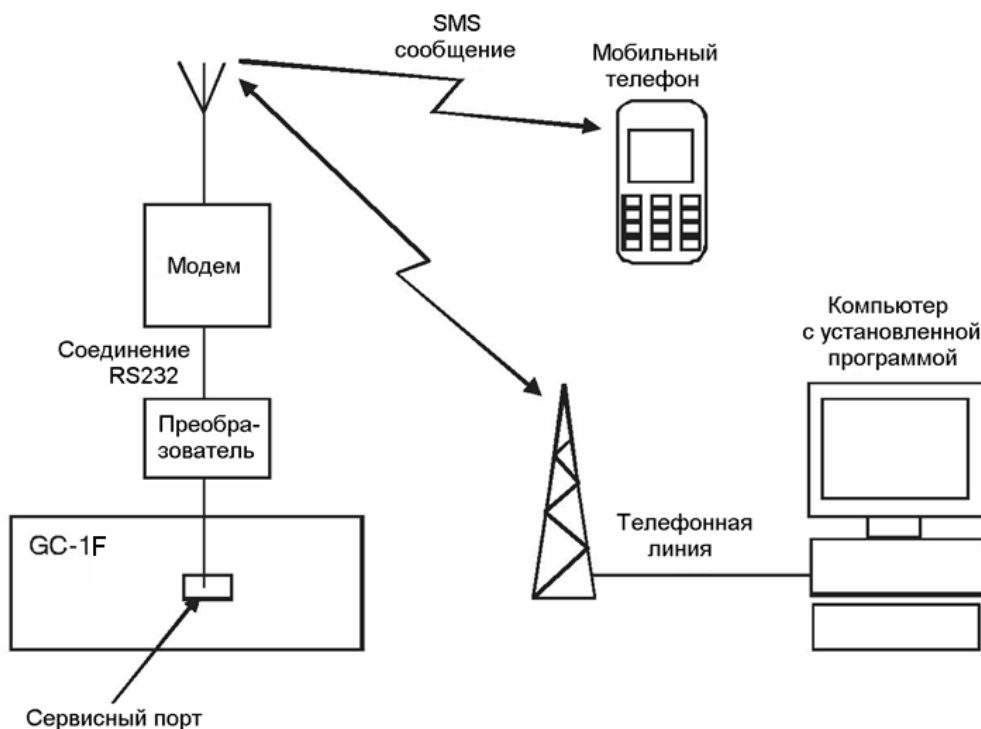 SMS
сообщение
Мобильный
телефон
Модем
Соединение
RS232
Преобра-
зователь
GC-1F
Сервисный порт
Телефонная
линия
Компьютер
с установленной
программой